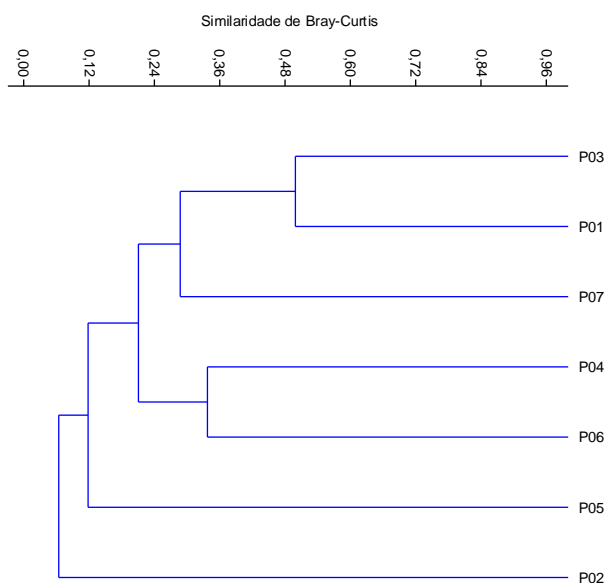 Similaridade de Bray-Curtis
0,00
0,12
0,24
0,36
0,48
0,60
0,72
0,84
0,96
P03
P01
P07
P04
P06
P05
P02